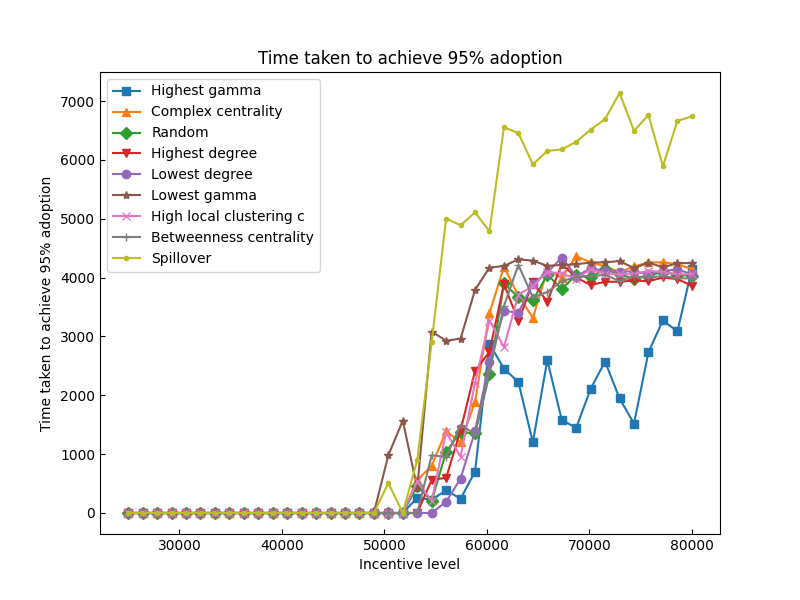 Time taken to achieve 95% adoption
Highest gamma
Complex centrality
Random
Highest degree
Lowest degree
Lowest gamma
High local clustering c
Betweenness centrality
Spillover
Time taken to achieve 95% adoption
7000
6000
5000
4000
3000
2000
1000
0
30000 40000 50000 60000 70000 80000
Incentive level